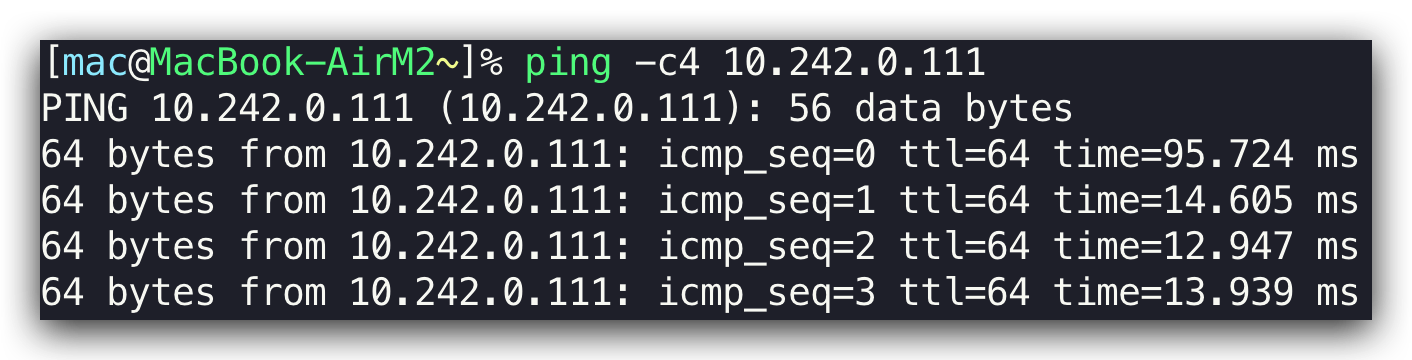 [mac@MacBook-AirM2~]% ping -c4 10.242.0.111
PING 10.242.0.111 (10.242.0.111): 56 data bytes
64 bytes from 10.242.0.111: icmp_seq=0 ttl=64 time=95.724 ms
64 bytes from 10.242.0.111: icmp_seq=1 ttl=64 time=14.605 ms
64 bytes from 10.242.0.111: icmp_seq=2 ttl=64 time=12.947 ms
64 bytes from 10.242.0.111: icmp_seq=3 ttl=64 time=13.939 ms